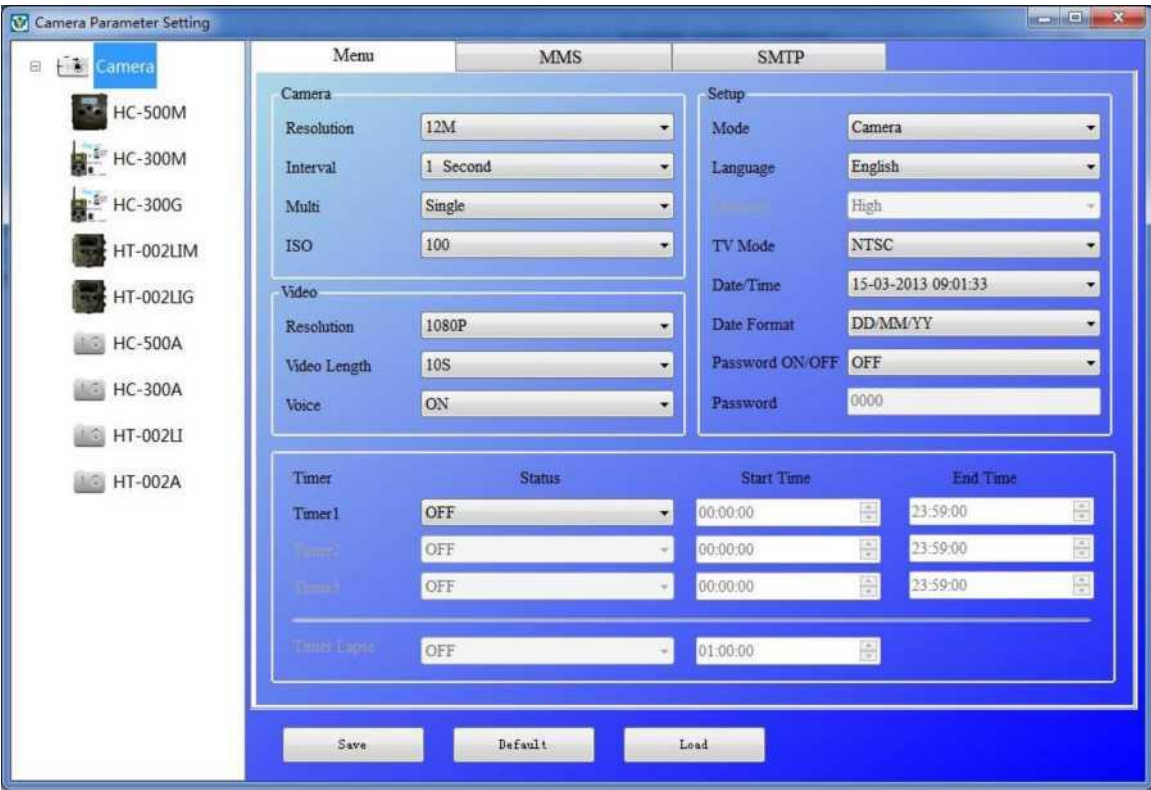 Camera Parameter Setting
Camera
HC-500M
HC-300M
HC-300G
HT-002LIM
HT-002LIG
HC-500A
HC-300A
HT-002LI
HT-002A
Menu MMS SMTP
Camera
Resolution 12M
Interval 1 Second
Multi Single
ISO 100
Video
Resolution 1080P
Video Length 10S
Voice ON
Setup
Mode Camera
Language English
High
TV Mode NTSC
Date/Time 15-03-2013 09:01:33
Date Format DD/MM/YY
Password ON/OFF OFF
Password 0000
Timer Status Start Time End Time
Timer1 OFF 00:00:00 23:59:00
Timer2 OFF 00:00:00 23:59:00
Timer3 OFF 00:00:00 23:59:00
Timer Lapse OFF 01:00:00
Save Default Load